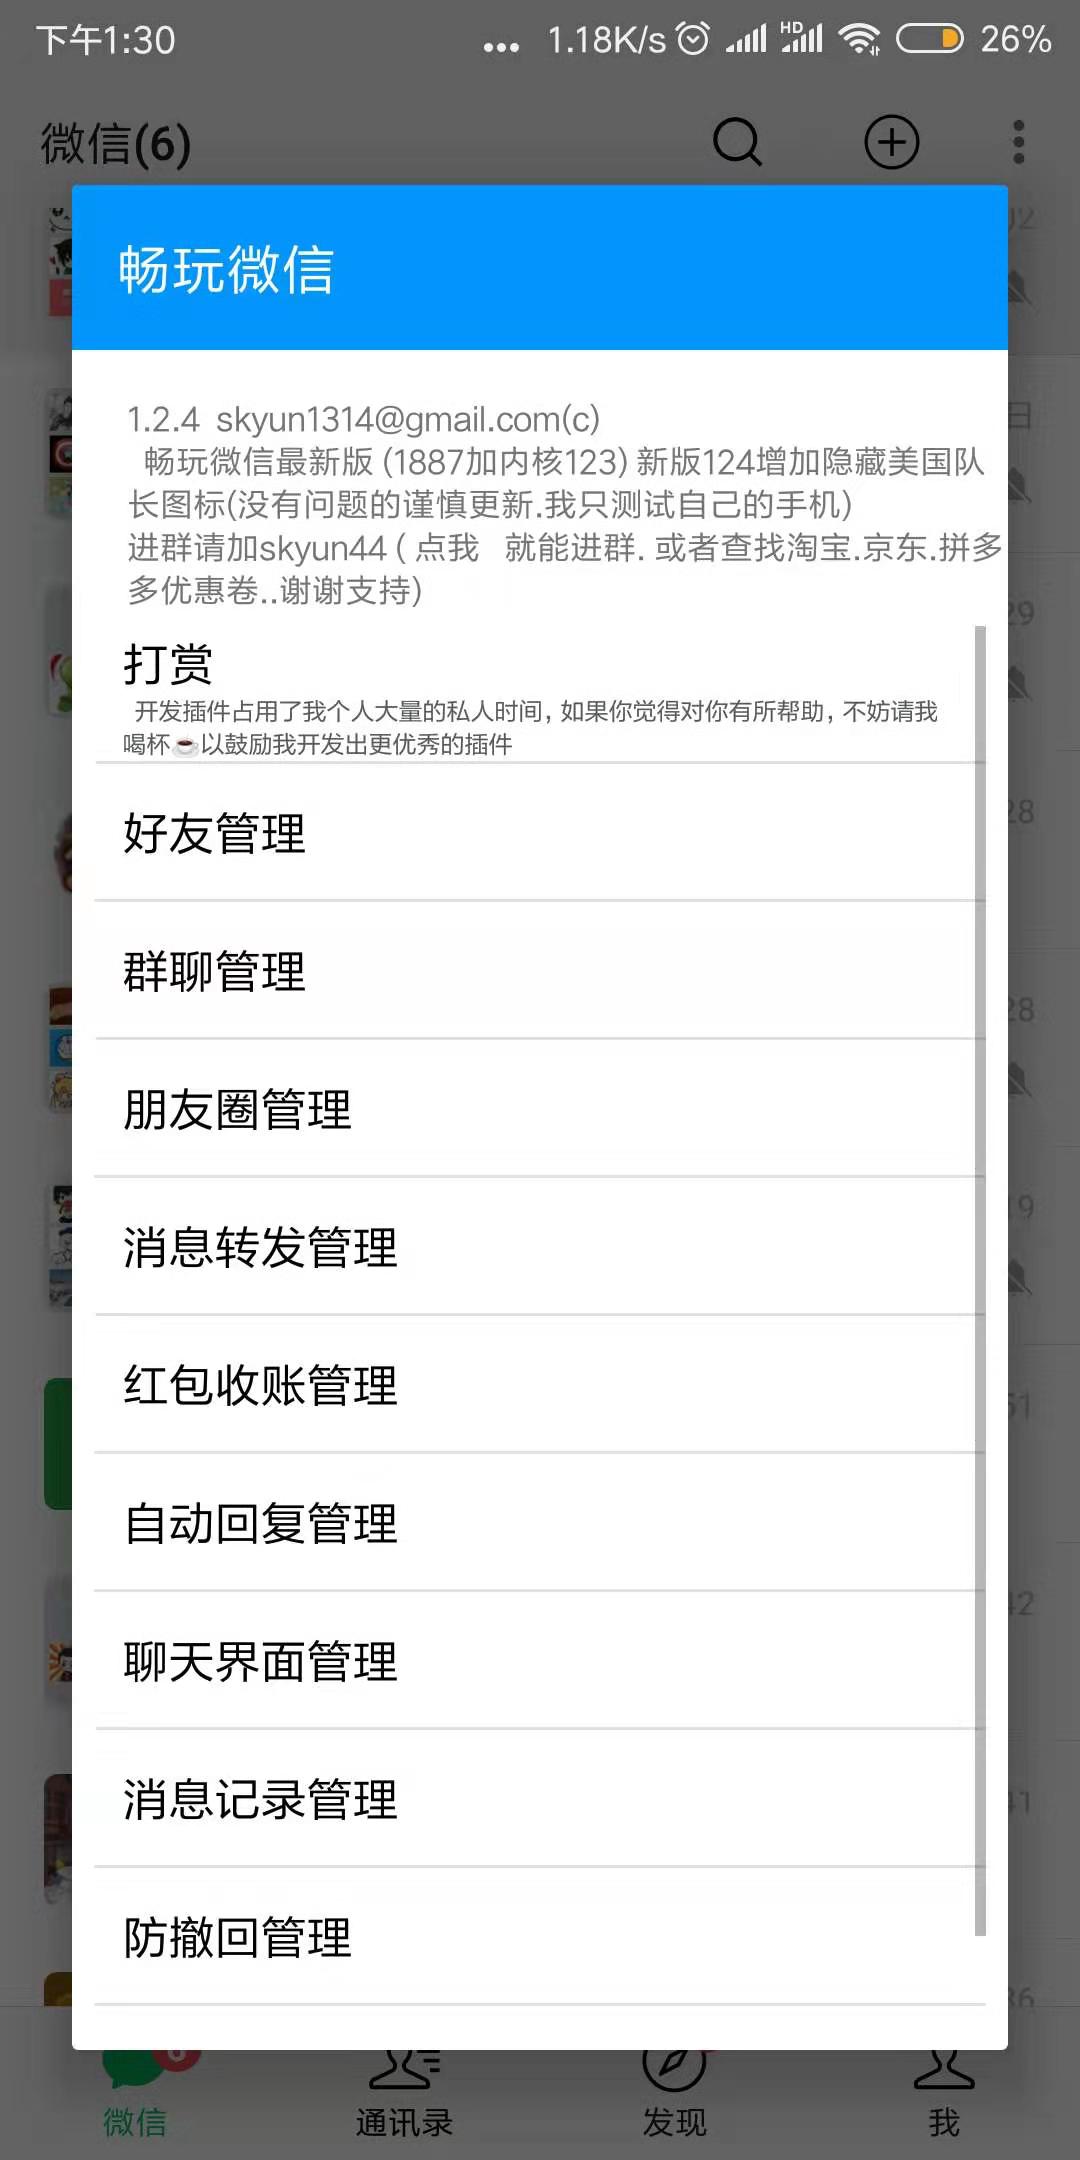 下午1:30 ... 1.18K/s HD 26%
微信(6)
畅玩微信
1.2.4 skyun1314@gmail.com(c)
畅玩微信最新版 (1887加内核123) 新版124增加隐藏美国队
长图标(没有问题的谨慎更新.我只测试自己的手机)
进群请加skyun44 ( 点我 就能进群. 或者查找淘宝.京东.拼多
多优惠卷..谢谢支持)
打赏
开发插件占用了我个人大量的私人时间, 如果你觉得对你有所帮助, 不妨请我
喝杯☕以鼓励我开发出更优秀的插件
好友管理
群聊管理
朋友圈管理
消息转发管理
红包收账管理
自动回复管理
聊天界面管理
消息记录管理
防撤回管理
微信 通讯录 发现 我